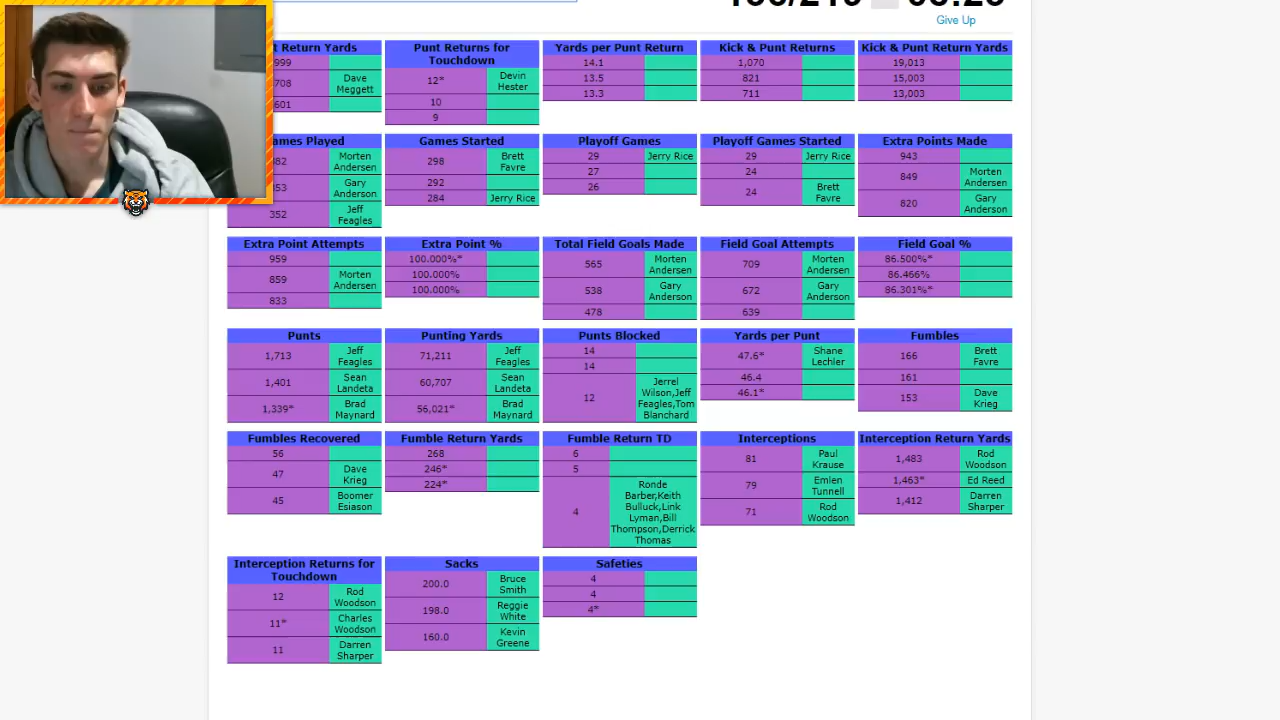 Give Up
t Return Yards
999
708 Dave Meggett
601
Punt Returns for Touchdown
12* Devin Hester
10
9
Yards per Punt Return
14.1
13.5
13.3
Kick & Punt Returns
1,070
821
711
Kick & Punt Return Yards
19,013
15,003
13,003
ames Played
382 Morten Andersen
353 Gary Anderson
352 Jeff Feagles
Games Started
298 Brett Favre
292
284 Jerry Rice
Playoff Games
29 Jerry Rice
27
26
Playoff Games Started
29 Jerry Rice
24
24 Brett Favre
Extra Points Made
943
849 Morten Andersen
820 Gary Anderson
Extra Point Attempts
959
859 Morten Andersen
833
Extra Point %
100.000%*
100.000%
100.000%
Total Field Goals Made
565 Morten Andersen
538 Gary Anderson
478
Field Goal Attempts
709 Morten Andersen
672 Gary Anderson
639
Field Goal %
86.500%*
86.466%
86.301%*
Punts
1,713 Jeff Feagles
1,401 Sean Landeta
1,339* Brad Maynard
Punting Yards
71,211 Jeff Feagles
60,707 Sean Landeta
56,021* Brad Maynard
Punts Blocked
14
14
12 Jerrel Wilson,Jeff Feagles,Tom Blanchard
Yards per Punt
47.6* Shane Lechler
46.4
46.1*
Fumbles
166 Brett Favre
161
153 Dave Krieg
Fumbles Recovered
56
47 Dave Krieg
45 Boomer Esiason
Fumble Return Yards
268
246*
224*
Fumble Return TD
6
5
4 Ronde Barber,Keith Bulluck,Link Lyman,Bill Thompson,Derrick Thomas
Interceptions
81 Paul Krause
79 Emlen Tunnell
71 Rod Woodson
Interception Return Yards
1,483 Rod Woodson
1,463* Ed Reed
1,412 Darren Sharper
Interception Returns for Touchdown
12 Rod Woodson
11* Charles Woodson
11 Darren Sharper
Sacks
200.0 Bruce Smith
198.0 Reggie White
160.0 Kevin Greene
Safeties
4
4
4*